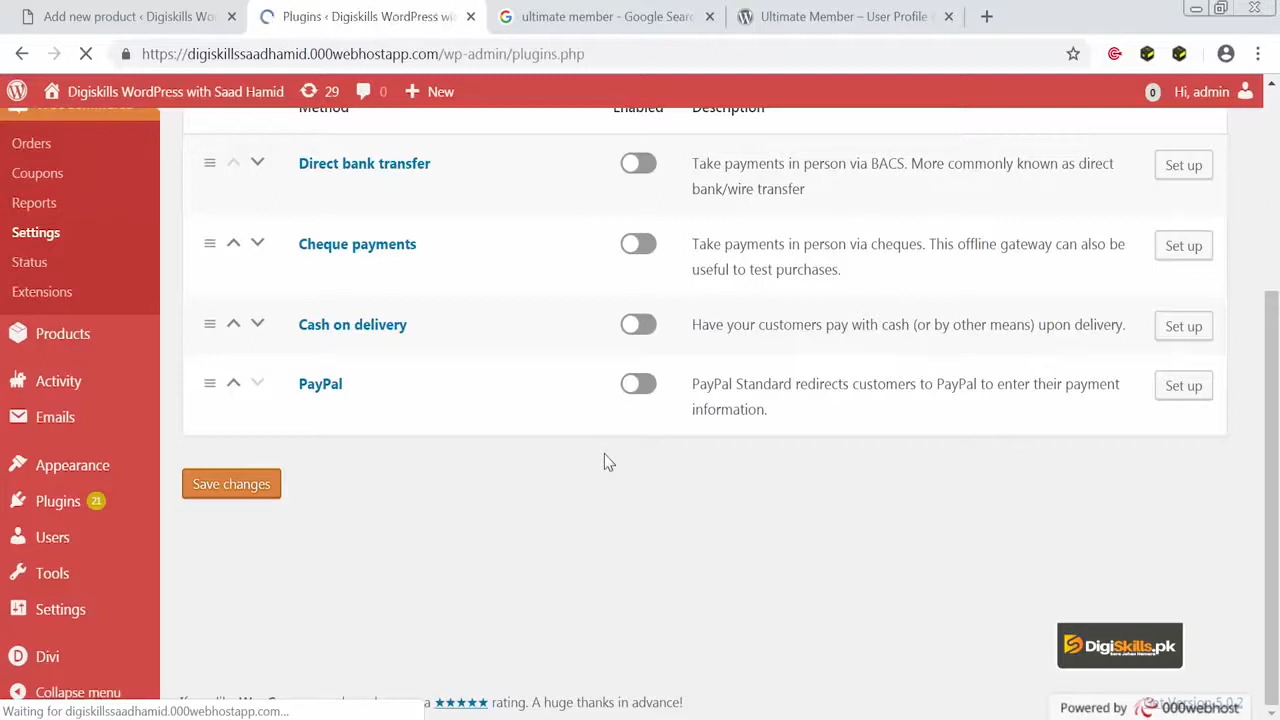 Add new product ‹ Digiskills Wo
Plugins ‹ Digiskills WordPress wi
ultimate member - Google Sear
Ultimate Member – User Profile
https://digiskillssaadhamid.000webhostapp.com/wp-admin/plugins.php
Digiskills WordPress with Saad Hamid
29
0
New
0
Hi, admin
Method
Enabled
Description
Orders
Coupons
Reports
Settings
Status
Extensions
Products
Activity
Emails
Appearance
Plugins 21
Users
Tools
Settings
Divi
Collapse menu
Direct bank transfer
Take payments in person via BACS. More commonly known as direct
bank/wire transfer
Set up
Cheque payments
Take payments in person via cheques. This offline gateway can also be
useful to test purchases.
Set up
Cash on delivery
Have your customers pay with cash (or by other means) upon delivery.
Set up
PayPal
PayPal Standard redirects customers to PayPal to enter their payment
information.
Set up
Save changes
DigiSkills.pk
★★★★★ rating. A huge thanks in advance!
Version 5.0.2
Powered by 000webhost
Waiting for digiskillssaadhamid.000webhostapp.com...